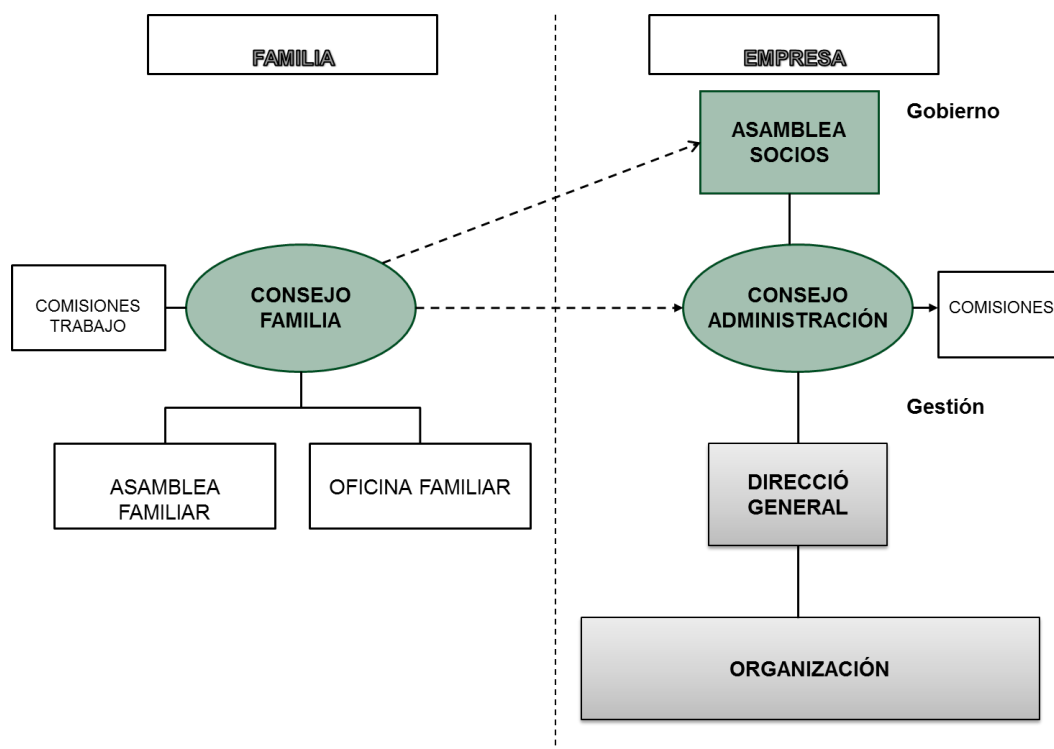 FAMILIA
EMPRESA
Gobierno
ASAMBLEA
SOCIOS
COMISIONES
TRABAJO
CONSEJO
FAMILIA
CONSEJO
ADMINISTRACIÓN
COMISIONES
Gestión
ASAMBLEA
FAMILIAR
OFICINA FAMILIAR
DIRECCIÓ
GENERAL
ORGANIZACIÓN